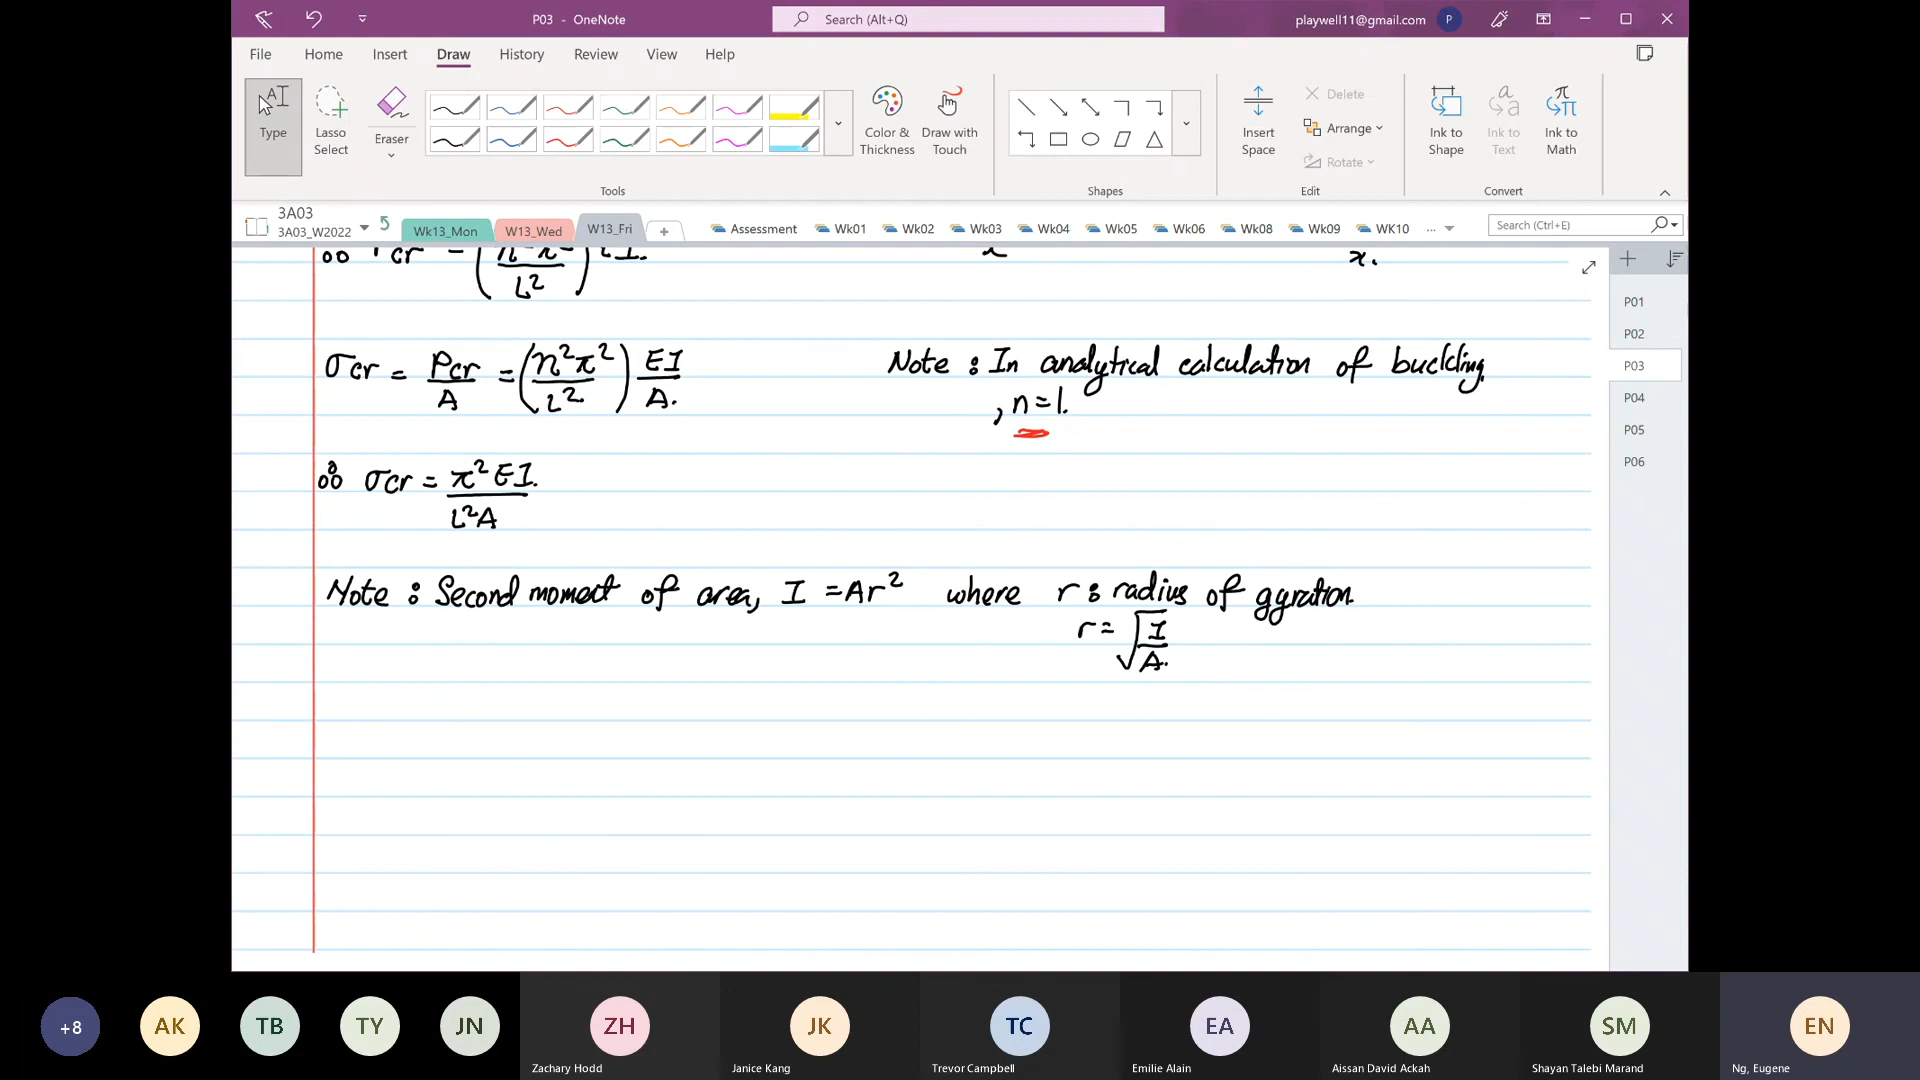 P03 - OneNote
Search (Alt+Q)
playwell11@gmail.com
P
File Home Insert Draw History Review View Help
Type
Lasso Select
Eraser
Color & Thickness
Draw with Touch
Insert Space
Delete
Arrange
Rotate
Ink to Shape
Ink to Text
Ink to Math
Tools Shapes Edit Convert
3A03
3A03_W2022
Wk13_Mon W13_Wed W13_Fri + Assessment Wk01 Wk02 Wk03 Wk04 Wk05 Wk06 Wk08 Wk09 WK10 ...
Search (Ctrl+E)
P01
P02
P03
P04
P05
P06
∴ Pcr = (n²π²/L²) EI.
x x.
σcr = Pcr/A = (n²π²/L²) EI/A.
Note : In analytical calculation of buckling
, n=1.
∴ σcr = π²EI./L²A
Note : Second moment of area, I = Ar² where r : radius of gyration.
r = √(I/A.)
+8 AK TB TY JN ZH JK TC EA AA SM EN
Zachary Hodd Janice Kang Trevor Campbell Emilie Alain Aissan David Ackah Shayan Talebi Marand Ng, Eugene